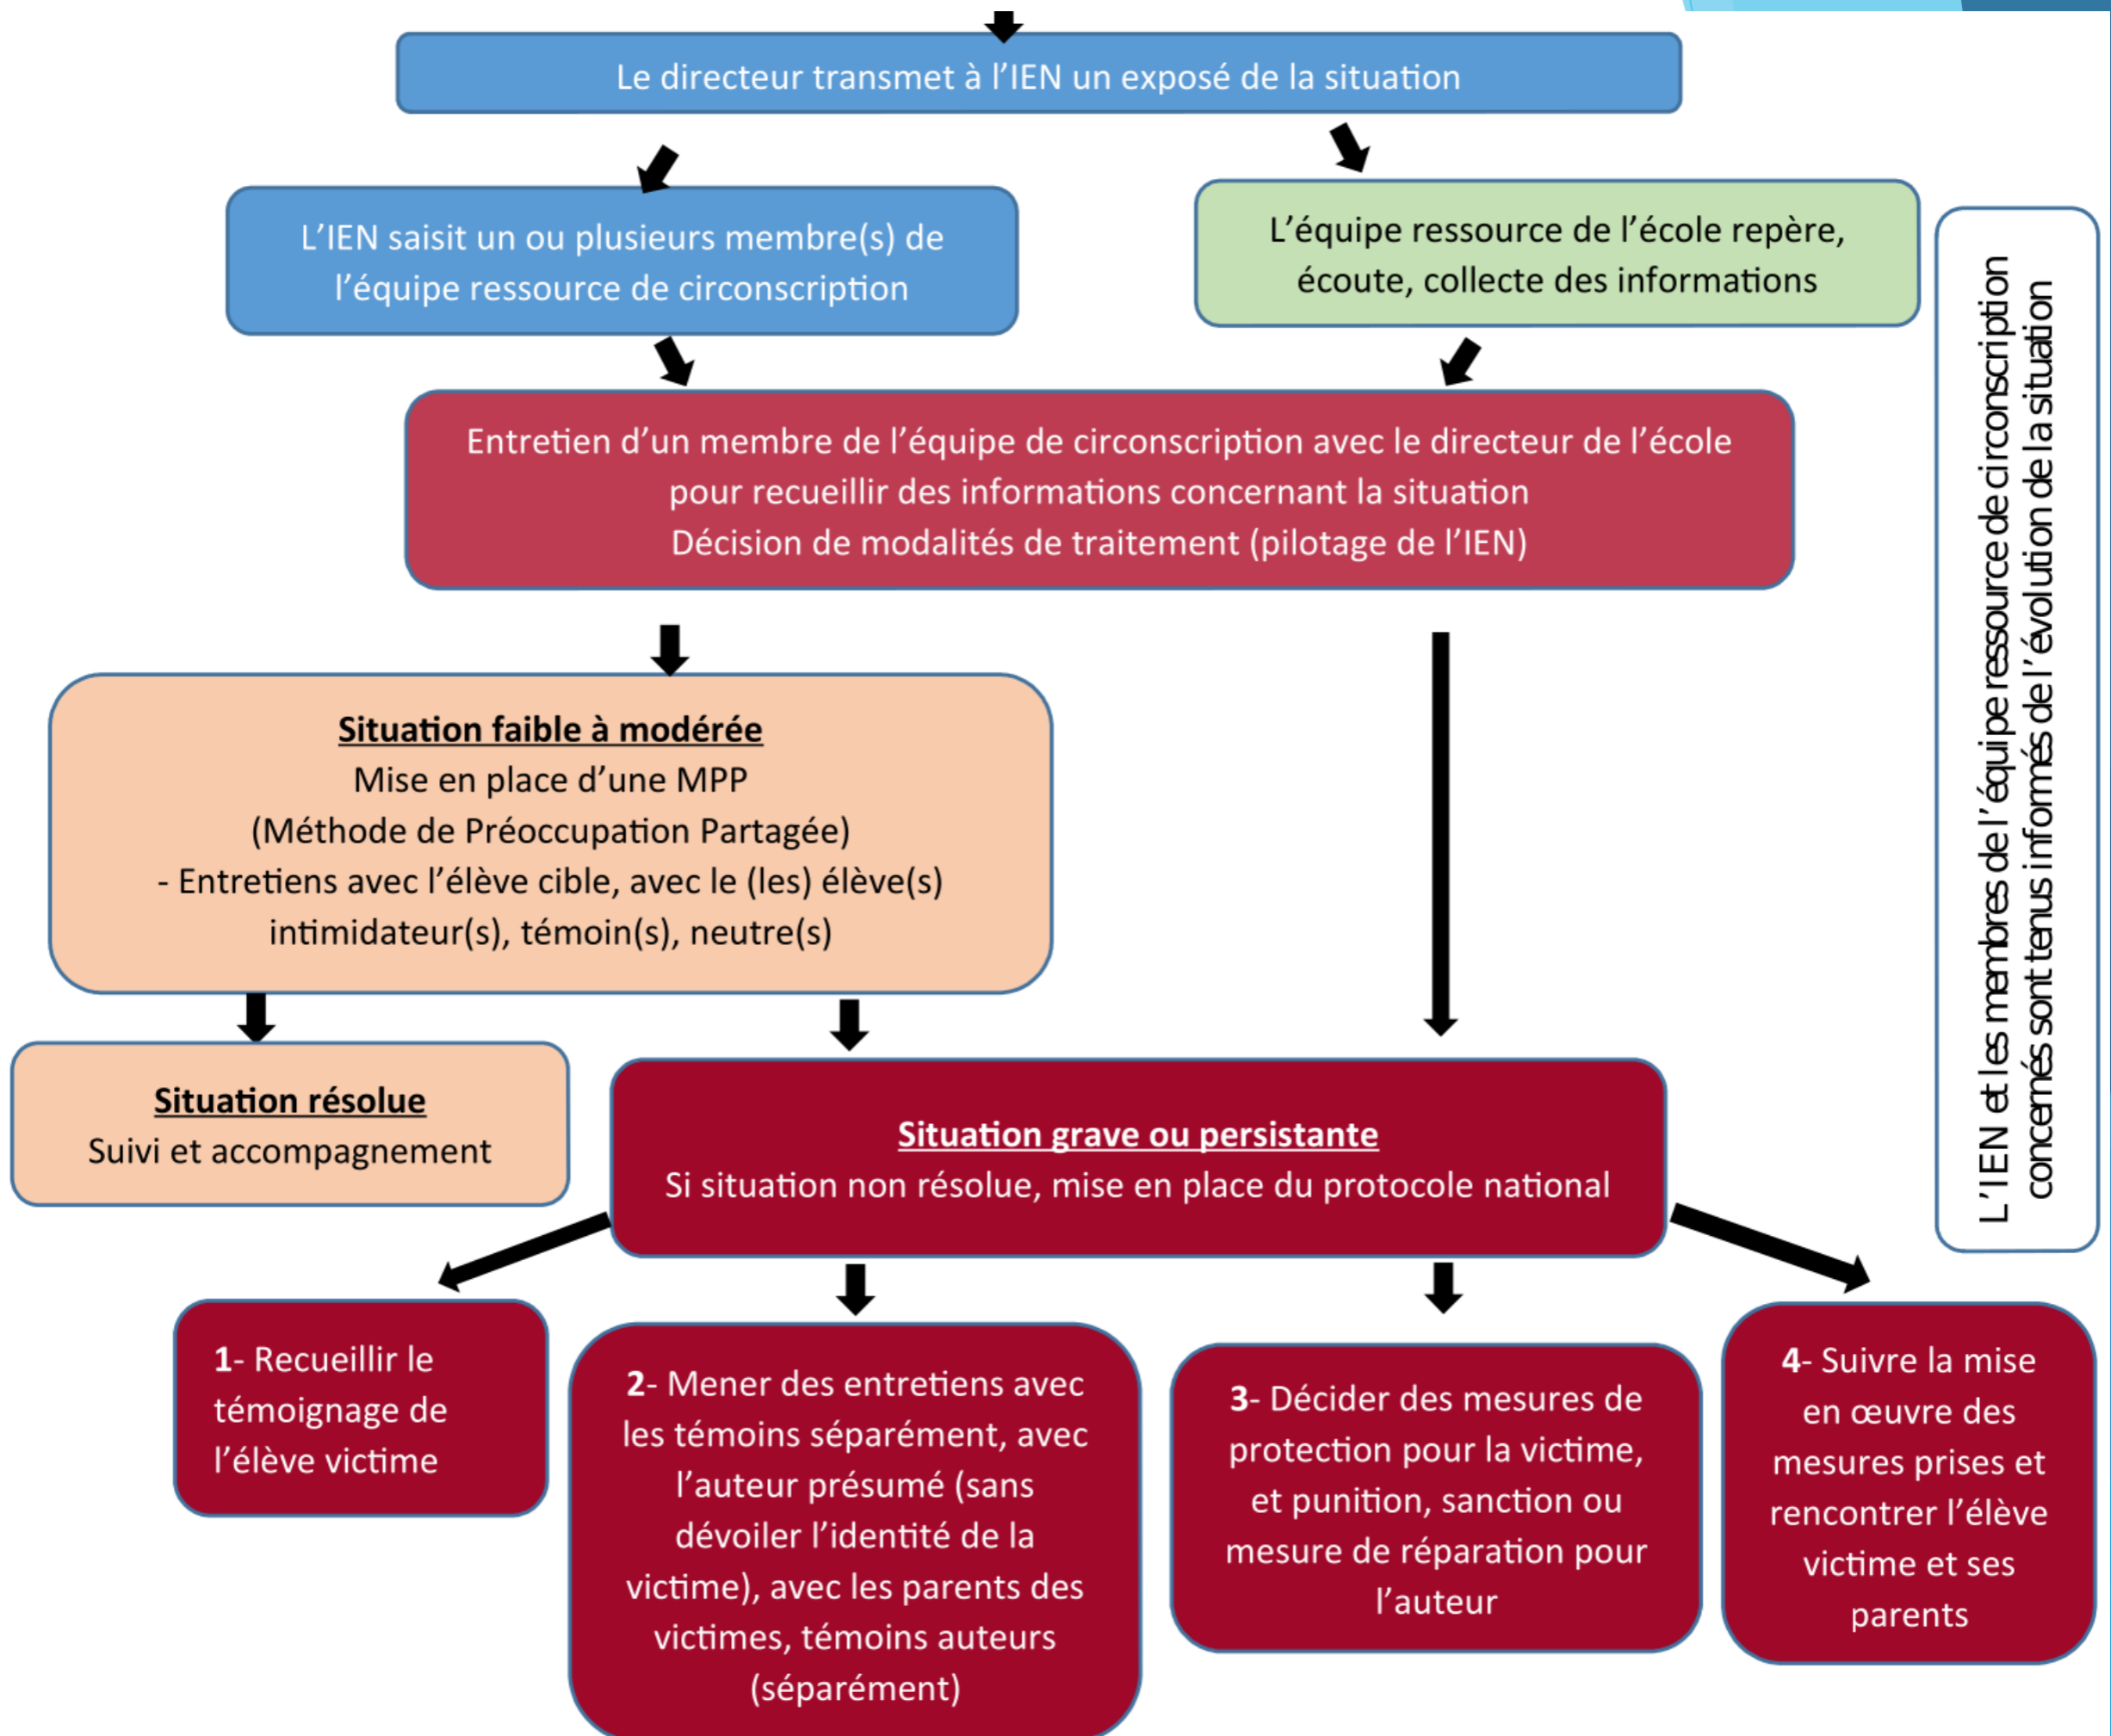 Le directeur transmet à l’IEN un exposé de la situation
L’IEN saisit un ou plusieurs membre(s) de
l’équipe ressource de circonscription
L’équipe ressource de l’école repère,
écoute, collecte des informations
Entretien d’un membre de l’équipe de circonscription avec le directeur de l’école
pour recueillir des informations concernant la situation
Décision de modalités de traitement (pilotage de l’IEN)
Situation faible à modérée
Mise en place d’une MPP
(Méthode de Préoccupation Partagée)
- Entretiens avec l’élève cible, avec le (les) élève(s)
intimidateur(s), témoin(s), neutre(s)
Situation résolue
Suivi et accompagnement
Situation grave ou persistante
Si situation non résolue, mise en place du protocole national
1- Recueillir le
témoignage de
l’élève victime
2- Mener des entretiens avec
les témoins séparément, avec
l’auteur présumé (sans
dévoiler l’identité de la
victime), avec les parents des
victimes, témoins auteurs
(séparément)
3- Décider des mesures de
protection pour la victime,
et punition, sanction ou
mesure de réparation pour
l’auteur
4- Suivre la mise
en œuvre des
mesures prises et
rencontrer l’élève
victime et ses
parents
L’IEN et les membres de l’équipe ressource de circonscription
concernés sont tenus informés de l’évolution de la situation